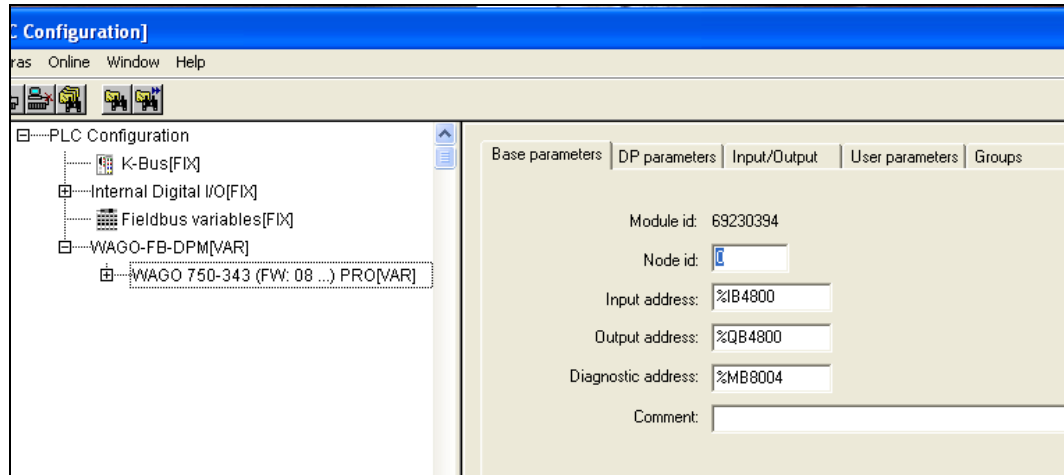 C Configuration]
ras Online Window Help
PLC Configuration
K-Bus[FIX]
Internal Digital I/O[FIX]
Fieldbus variables[FIX]
WAGO-FB-DPM[VAR]
WAGO 750-343 (FW: 08 ...) PRO[VAR]
Base parameters DP parameters Input/Output User parameters Groups
Module id: 69230394
Node id: 0
Input address: %IB4800
Output address: %QB4800
Diagnostic address: %MB8004
Comment: